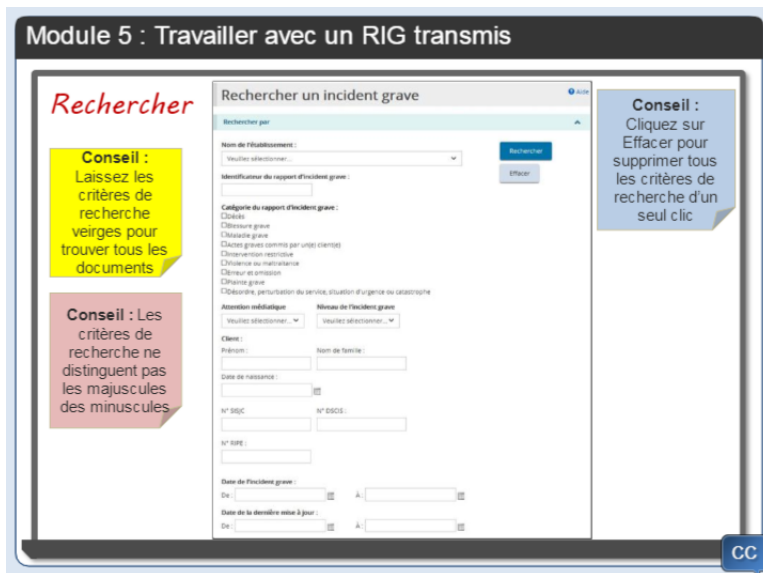 Module 5 : Travailler avec un RIG transmis
Rechercher
Conseil :
Laissez les
critères de
recherche
veirges pour
trouver tous les
documents
Conseil : Les
critères de
recherche ne
distinguent pas
les majuscules
des minuscules
Rechercher un incident grave
Aide
Rechercher par
Nom de l'établissement :
Veuillez sélectionner...
Rechercher
Effacer
Identificateur du rapport d'incident grave :
Catégorie du rapport d'incident grave :
Décès
Blessure grave
Maladie grave
Actes graves commis par un(e) client(e)
Intervention restrictive
Violence ou maltraitance
Erreur et omission
Plainte grave
Désordre, perturbation du service, situation d'urgence ou catastrophe
Attention médiatique Niveau de l'incident grave
Veuillez sélectionner... Veuillez sélectionner...
Client :
Prénom : Nom de famille :
Date de naissance :
N° SISJC N° DSCIS :
N° RIPE :
Date de l'incident grave :
De : À :
Date de la dernière mise à jour :
De : À :
Conseil :
Cliquez sur
Effacer pour
supprimer tous
les critères de
recherche d'un
seul clic
CC